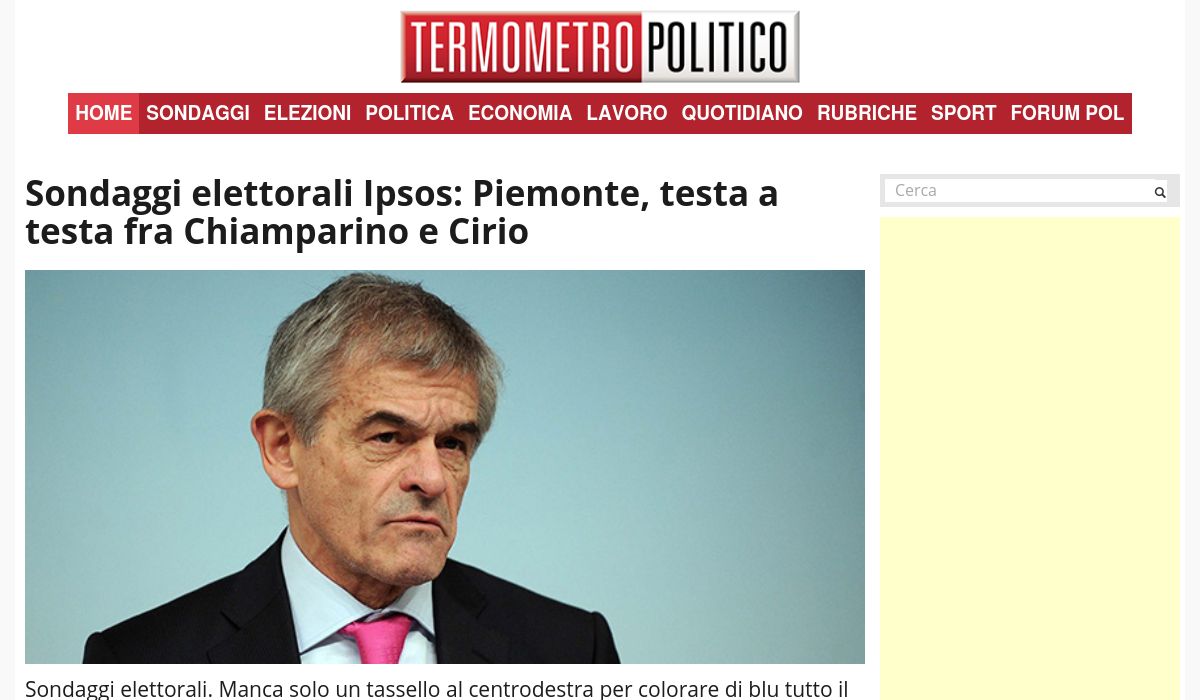 TERMOMETRO POLITICO
HOME SONDAGGI ELEZIONI POLITICA ECONOMIA LAVORO QUOTIDIANO RUBRICHE SPORT FORUM POL
Sondaggi elettorali Ipsos: Piemonte, testa a
testa fra Chiamparino e Cirio
Cerca
Sondaggi elettorali. Manca solo un tassello al centrodestra per colorare di blu tutto il